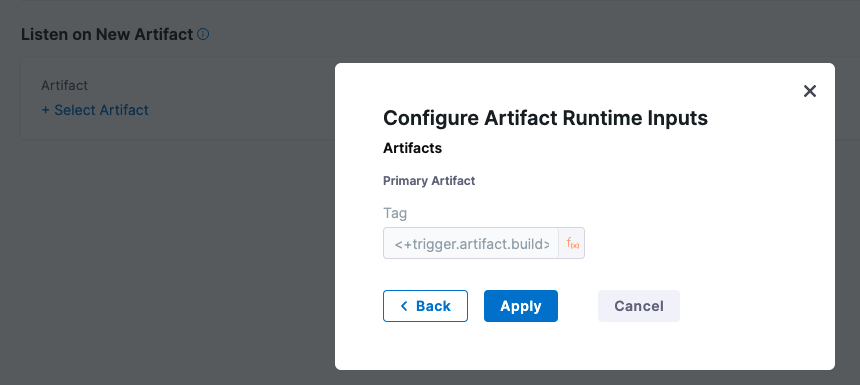 Listen on New Artifact
Artifact
+ Select Artifact
Configure Artifact Runtime Inputs
Artifacts
Primary Artifact
Tag
<+trigger.artifact.build> f(x)
Back
Apply
Cancel